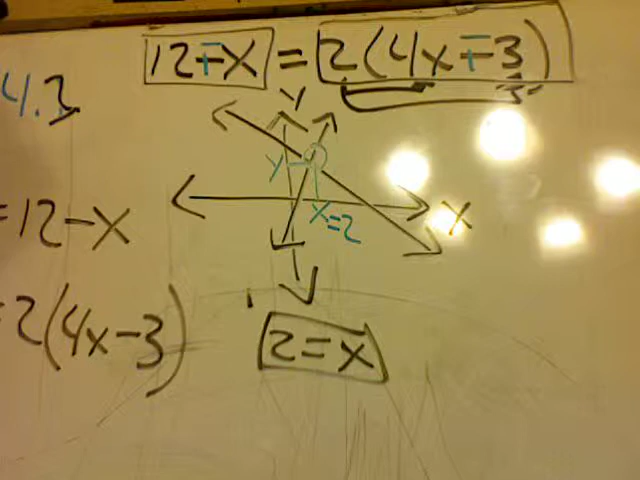 12-x = 2(4x-3)
4.3
y
y
x=2
x
=12-x
=2(4x-3)
2=x